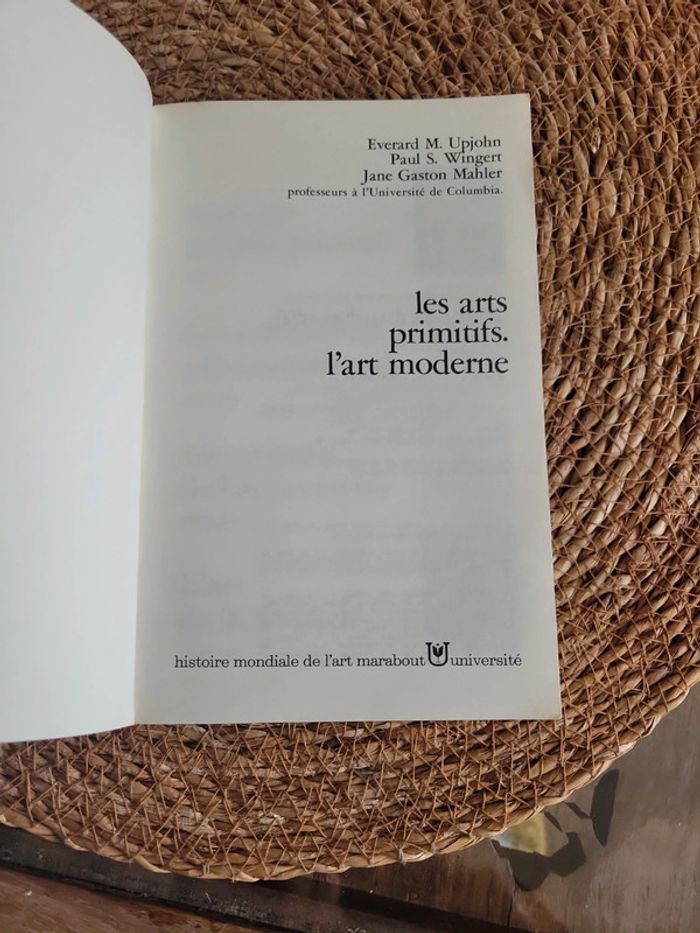 Everard M. Upjohn
Paul S. Wingert
Jane Gaston Mahler
professeurs à l'Université de Columbia.
les arts
primitifs.
l'art moderne
histoire mondiale de l'art marabout U université